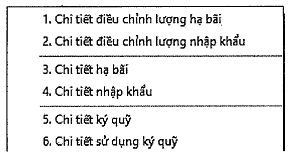 1. Chi tiết điều chỉnh lượng hạ bãi
2. Chi tiết điều chỉnh lượng nhập khẩu
3. Chi tiết hạ bãi
4. Chi tiết nhập khẩu
5. Chi tiết ký quỹ
6. Chi tiết sử dụng ký quỹ